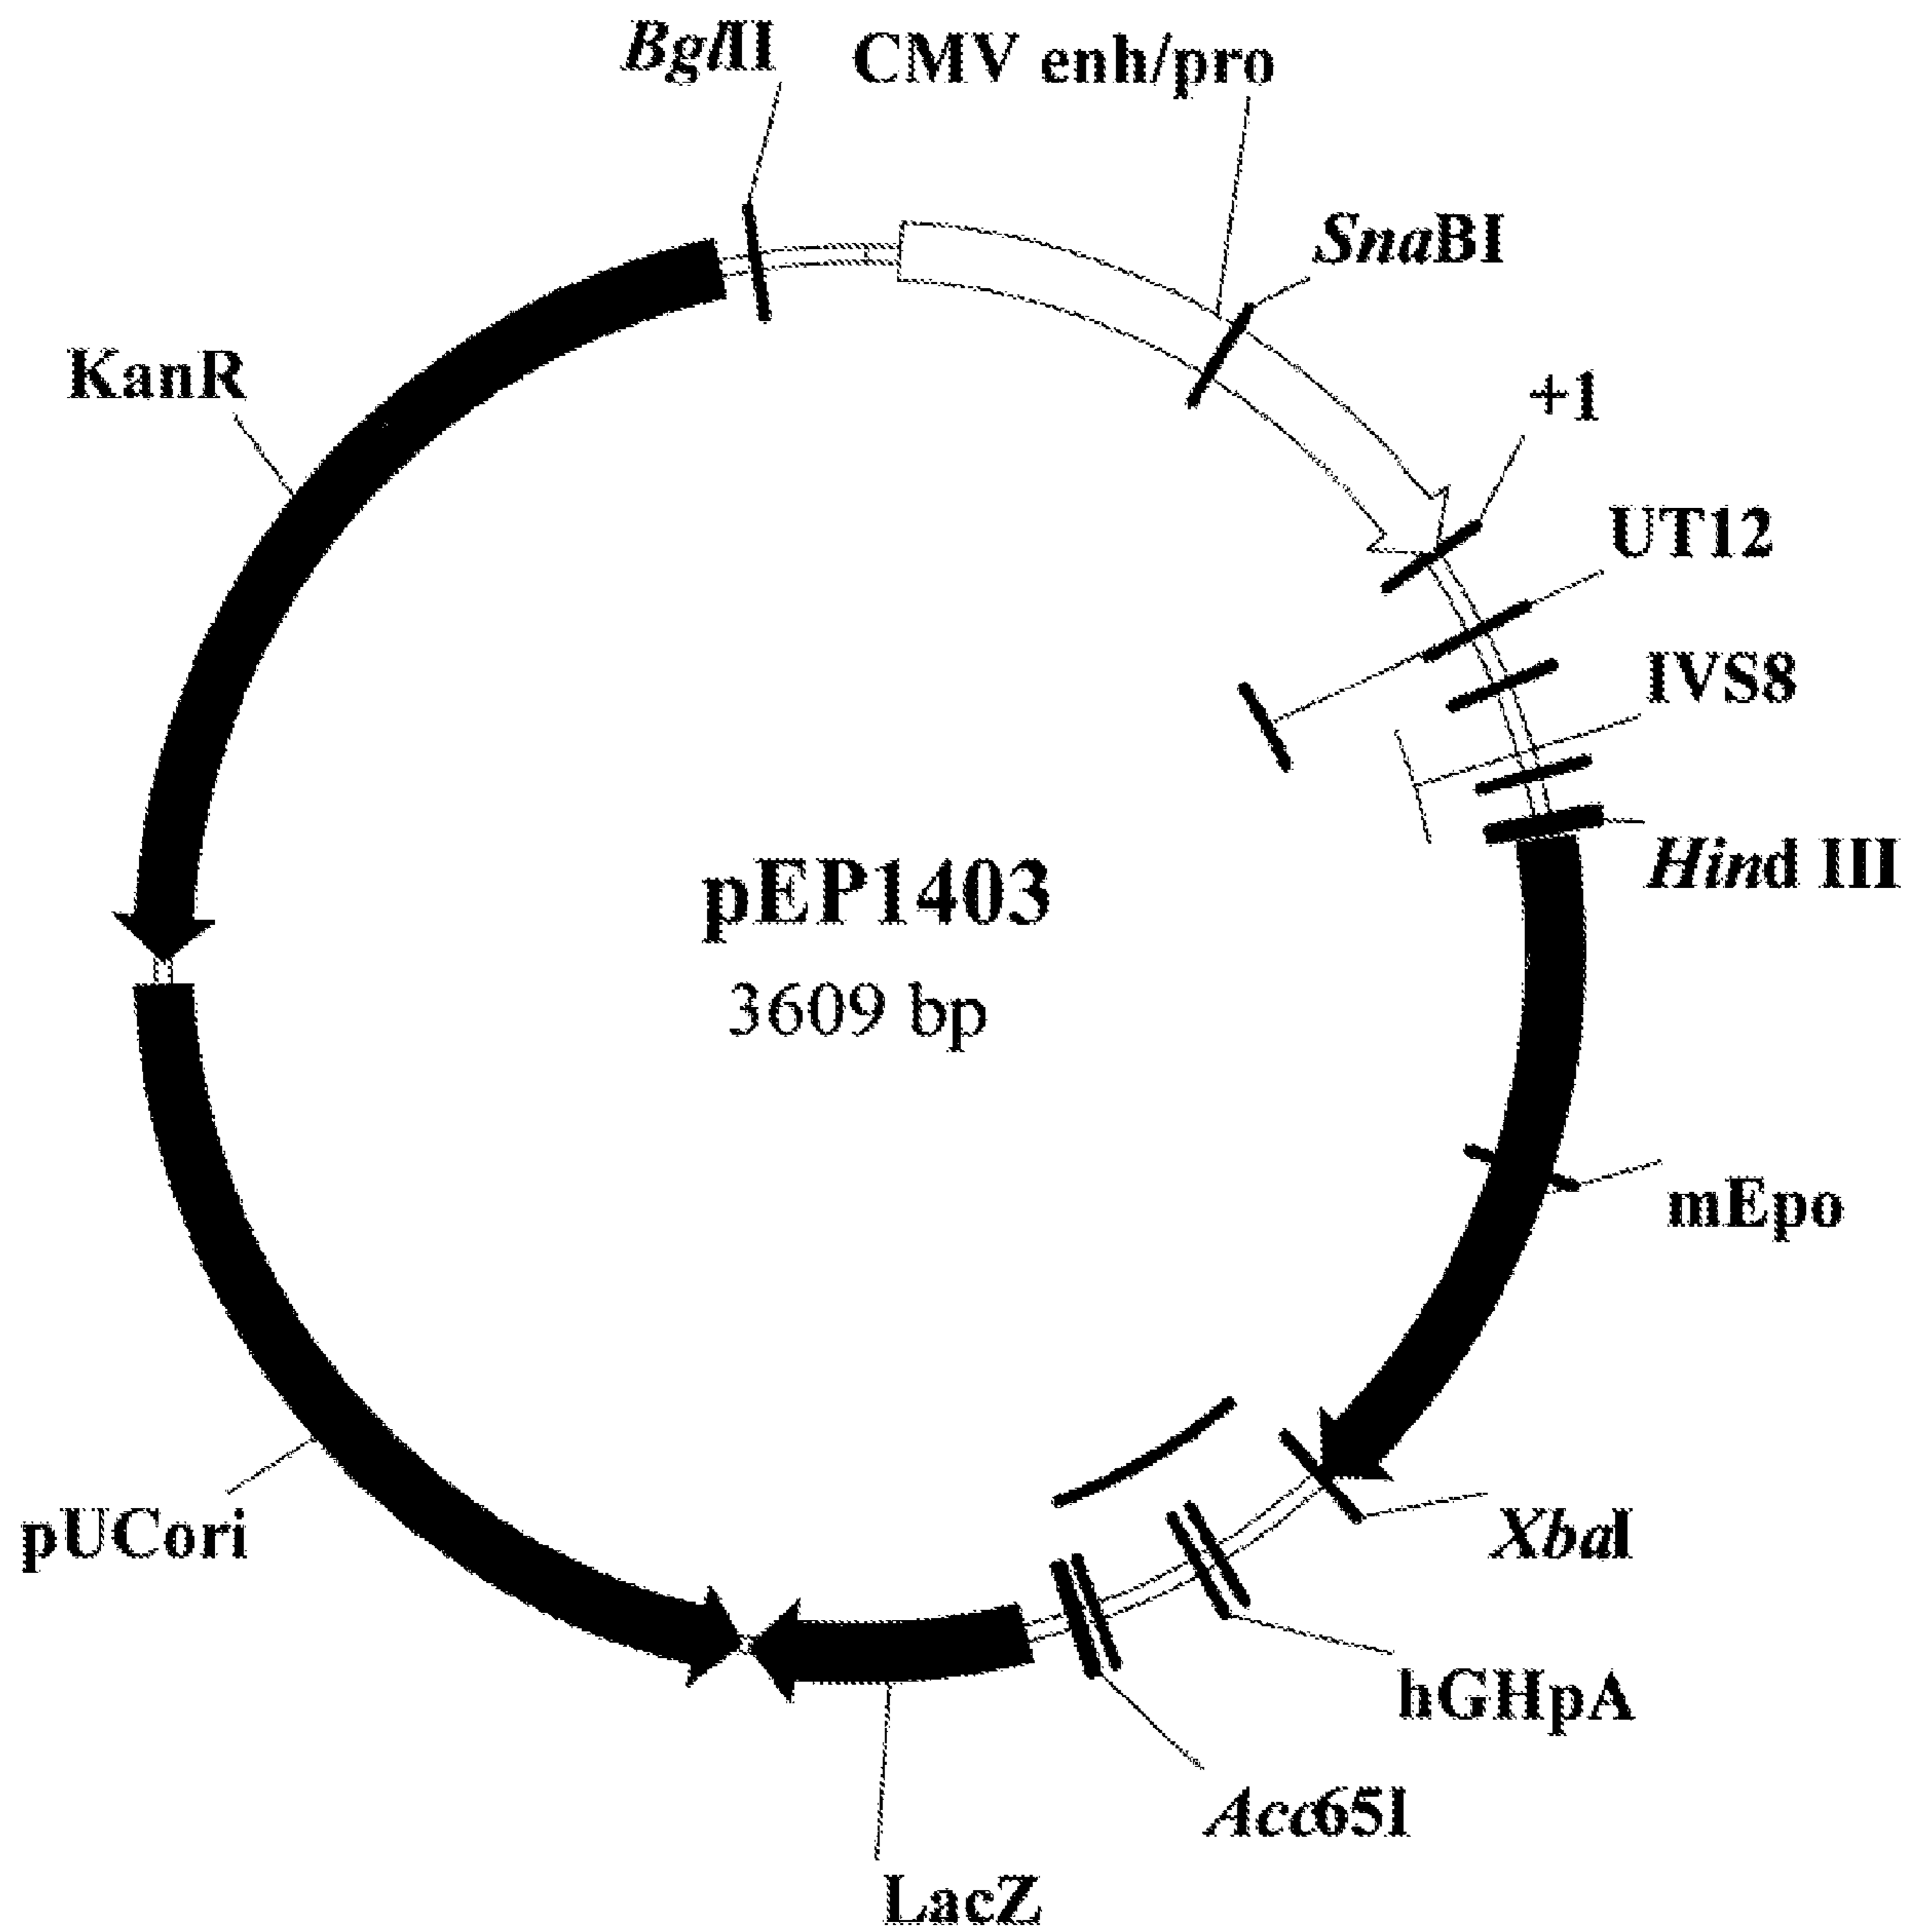 BglII
CMV enh/pro
SnaBI
+1
UT12
IVS8
Hind III
mEpo
XbaI
hGHpA
Acc65I
LacZ
pUCori
KanR
pEP1403
3609 bp